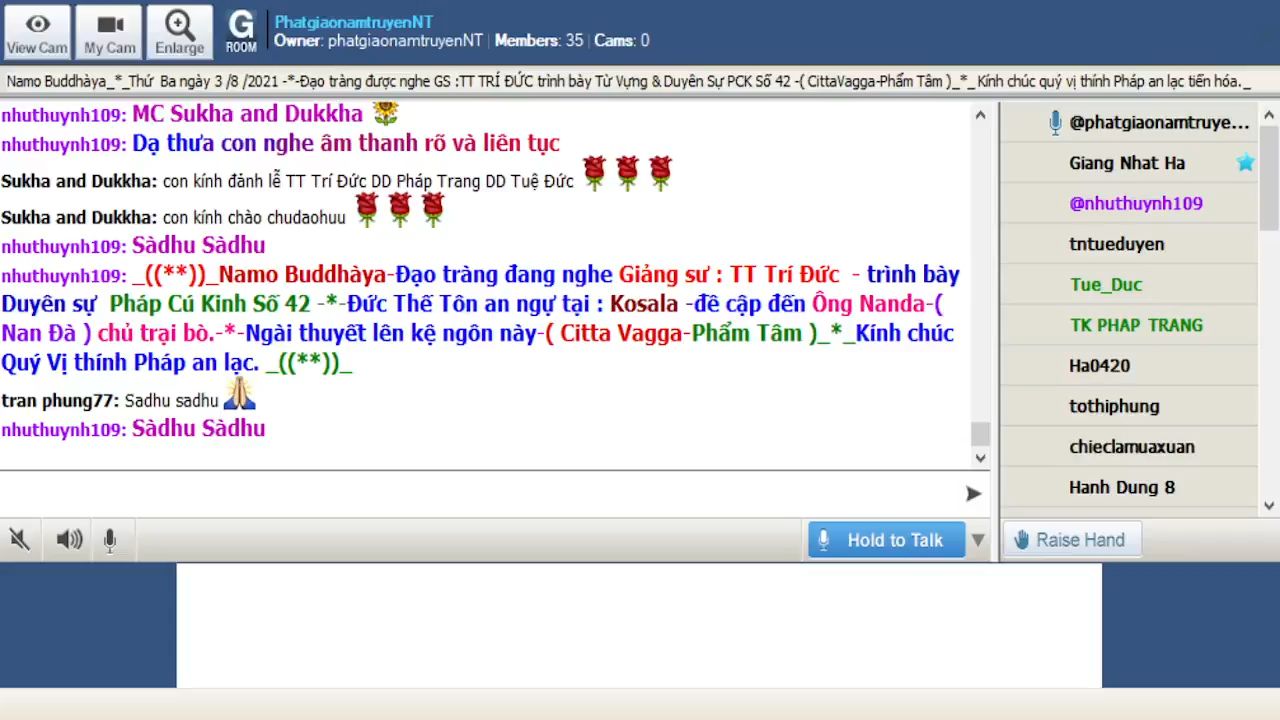 View Cam
My Cam
Enlarge
G
ROOM
PhatgiaonamtruyenNT
Owner: phatgiaonamtruyenNT | Members: 35 | Cams: 0
Namo Buddhàya_*_Thứ Ba ngày 3 /8 /2021 -*-Đạo tràng được nghe GS :TT TRÍ ĐỨC trình bày Từ Vựng & Duyên Sự PCK Số 42 -( CittaVagga-Phẩm Tâm )_*_Kính chúc quý vị thính Pháp an lạc tiến hóa._
nhuthuynh109: MC Sukha and Dukkha
nhuthuynh109: Dạ thưa con nghe âm thanh rõ và liên tục
Sukha and Dukkha: con kính đảnh lễ TT Trí Đức DD Pháp Trang DD Tuệ Đức
Sukha and Dukkha: con kính chào chudaohuu
nhuthuynh109: Sàdhu Sàdhu
nhuthuynh109: _((**))_Namo Buddhàya-Đạo tràng đang nghe Giảng sư : TT Trí Đức - trình bày
Duyên sự Pháp Cú Kinh Số 42 -*-Đức Thế Tôn an ngự tại : Kosala -đề cập đến Ông Nanda-(
Nan Đà ) chủ trại bò.-*-Ngài thuyết lên kệ ngôn này-( Citta Vagga-Phẩm Tâm )_*_Kính chúc
Quý Vị thính Pháp an lạc. _((**))_
tran phung77: Sadhu sadhu
nhuthuynh109: Sàdhu Sàdhu
@phatgiaonamtruye...
Giang Nhat Ha
@nhuthuynh109
tntueduyen
Tue_Duc
TK PHAP TRANG
Ha0420
tothiphung
chieclamuaxuan
Hanh Dung 8
Hold to Talk
Raise Hand